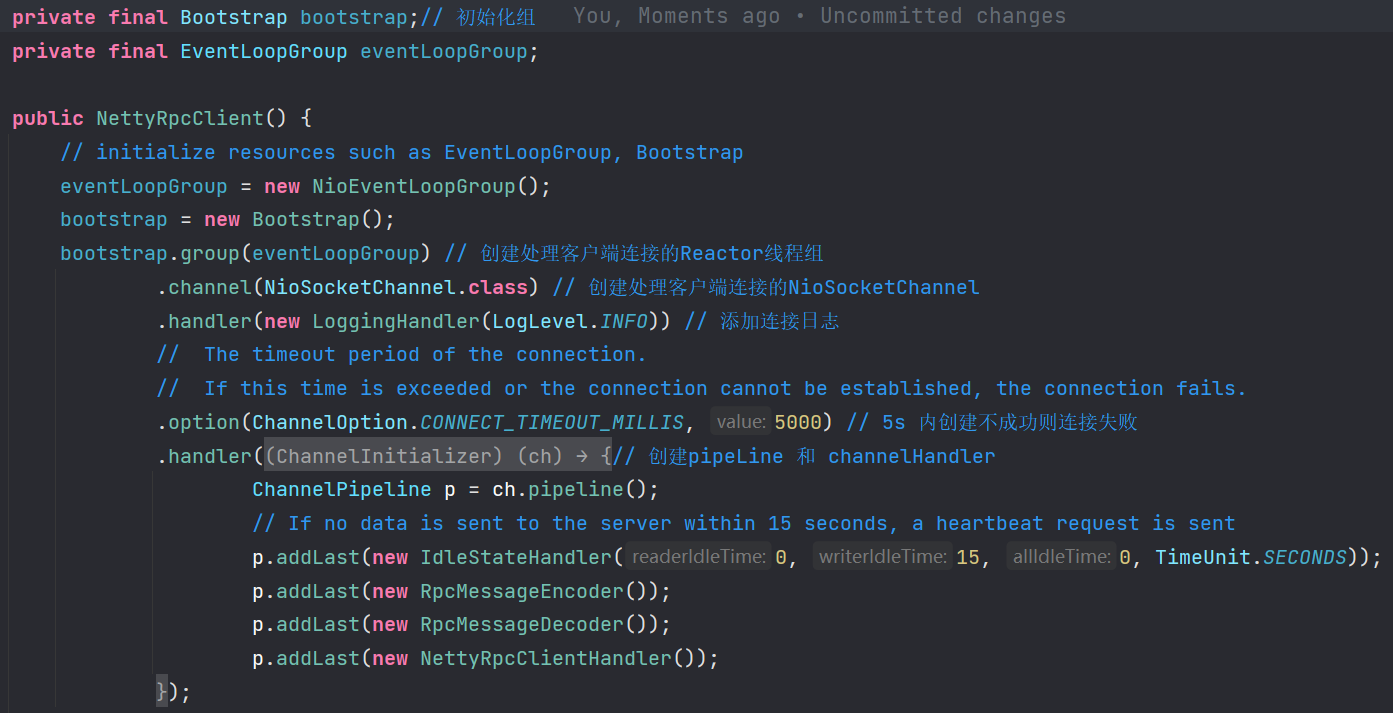 private final Bootstrap bootstrap;// 初始化组 You, Moments ago • Uncommitted changes
private final EventLoopGroup eventLoopGroup;
public NettyRpcClient() {
// initialize resources such as EventLoopGroup, Bootstrap
eventLoopGroup = new NioEventLoopGroup();
bootstrap = new Bootstrap();
bootstrap.group(eventLoopGroup) // 创建处理客户端连接的Reactor线程组
.channel(NioSocketChannel.class) // 创建处理客户端连接的NioSocketChannel
.handler(new LoggingHandler(LogLevel.INFO)) // 添加连接日志
//  The timeout period of the connection.
//  If this time is exceeded or the connection cannot be established, the connection fails.
.option(ChannelOption.CONNECT_TIMEOUT_MILLIS, value: 5000) // 5s 内创建不成功则连接失败
.handler((ChannelInitializer) (ch) → {// 创建pipeLine 和 channelHandler
ChannelPipeline p = ch.pipeline();
// If no data is sent to the server within 15 seconds, a heartbeat request is sent
p.addLast(new IdleStateHandler( readerIdleTime: 0, writerIdleTime: 15, allIdleTime: 0, TimeUnit.SECONDS));
p.addLast(new RpcMessageEncoder());
p.addLast(new RpcMessageDecoder());
p.addLast(new NettyRpcClientHandler());
});